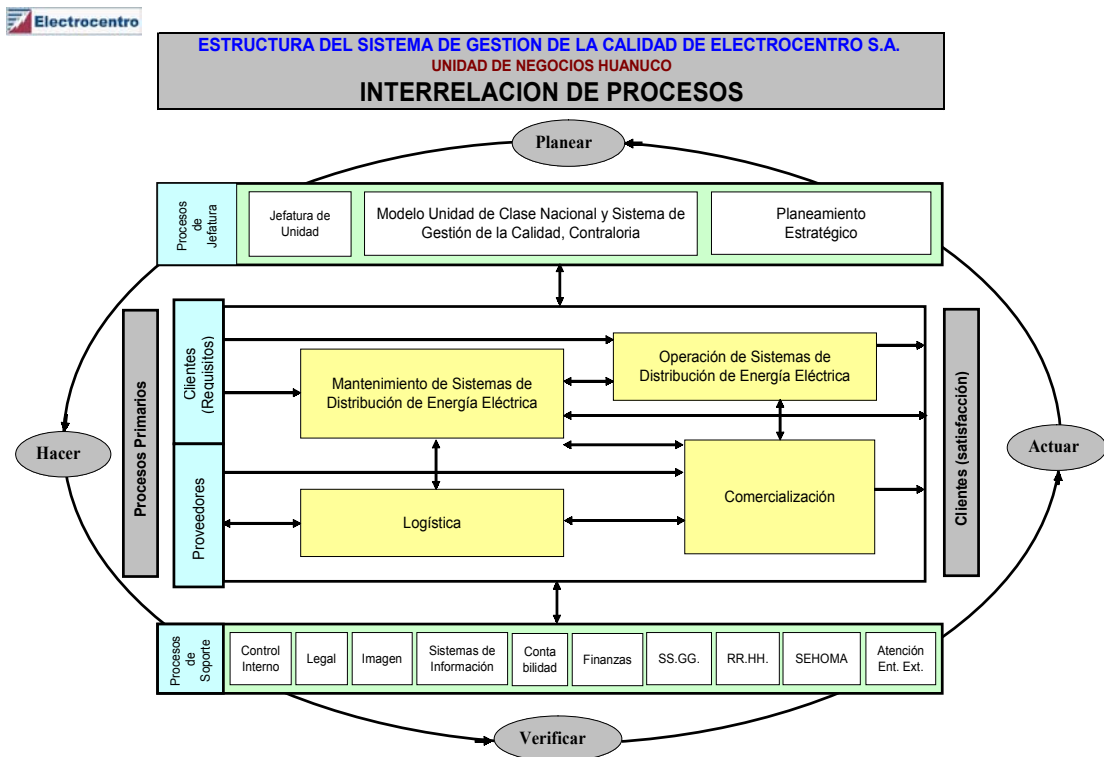 Electrocentro
ESTRUCTURA DEL SISTEMA DE GESTION DE LA CALIDAD DE ELECTROCENTRO S.A.
UNIDAD DE NEGOCIOS HUANUCO
INTERRELACION DE PROCESOS
Planear
Procesos
de
Jefatura
Jefatura de
Unidad
Modelo Unidad de Clase Nacional y Sistema de
Gestión de la Calidad, Contraloria
Planeamiento
Estratégico
Procesos Primarios
Clientes
(Requisitos)
Mantenimiento de Sistemas de
Distribución de Energía Eléctrica
Operación de Sistemas de
Distribución de Energía Eléctrica
Clientes (satisfacción)
Hacer
Actuar
Proveedores
Logística
Comercialización
Procesos
de
Soporte
Control
Interno
Legal
Imagen
Sistemas de
Información
Conta
bilidad
Finanzas
SS.GG.
RR.HH.
SEHOMA
Atención
Ent. Ext.
Verificar